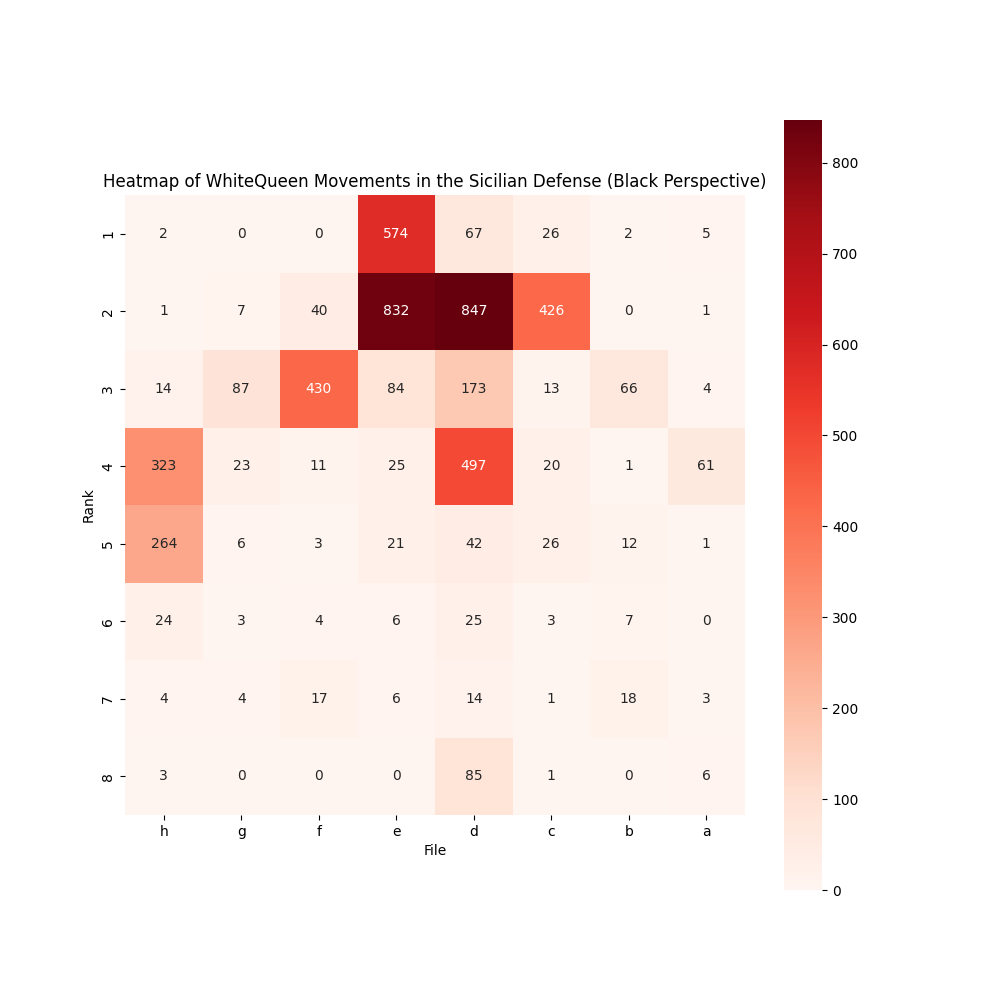 Heatmap of WhiteQueen Movements in the Sicilian Defense (Black Perspective)
1 2 0 0 574 67 26 2 5
2 1 7 40 832 847 426 0 1
3 14 87 430 84 173 13 66 4
4 323 23 11 25 497 20 1 61
5 264 6 3 21 42 26 12 1
6 24 3 4 6 25 3 7 0
7 4 4 17 6 14 1 18 3
8 3 0 0 0 85 1 0 6
Rank
h g f e d c b a
File
800
700
600
500
400
300
200
100
0